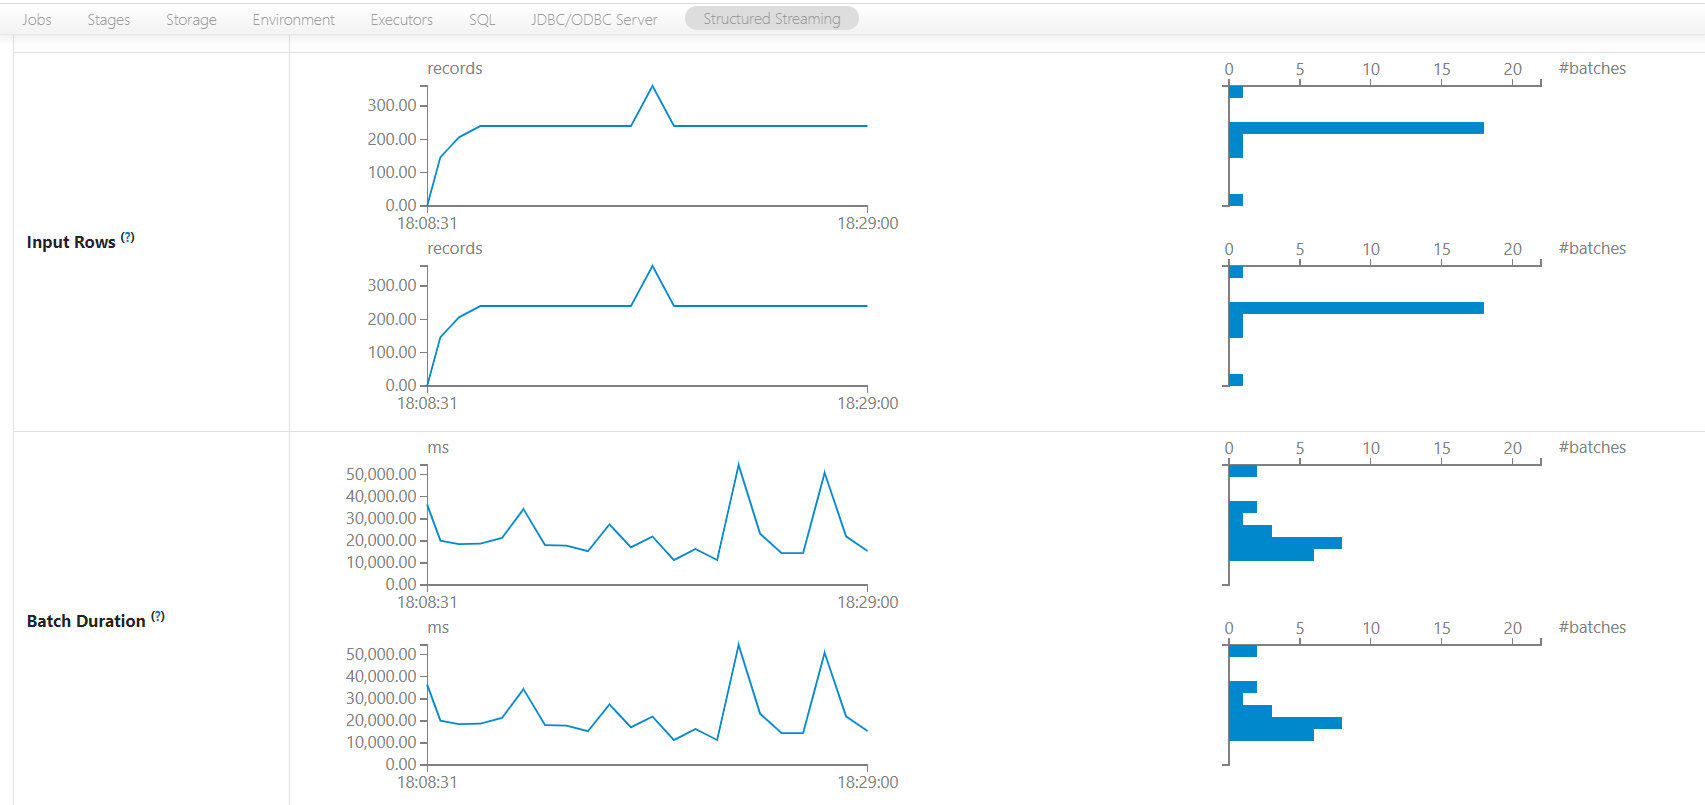 Jobs Stages Storage Environment Executors SQL JDBC/ODBC Server Structured Streaming
Input Rows (?)
records
300.00
200.00
100.00
0.00
18:08:31 18:29:00
0 5 10 15 20 #batches
records
300.00
200.00
100.00
0.00
18:08:31 18:29:00
0 5 10 15 20 #batches
Batch Duration (?)
ms
50,000.00
40,000.00
30,000.00
20,000.00
10,000.00
0.00
18:08:31 18:29:00
0 5 10 15 20 #batches
ms
50,000.00
40,000.00
30,000.00
20,000.00
10,000.00
0.00
18:08:31 18:29:00
0 5 10 15 20 #batches